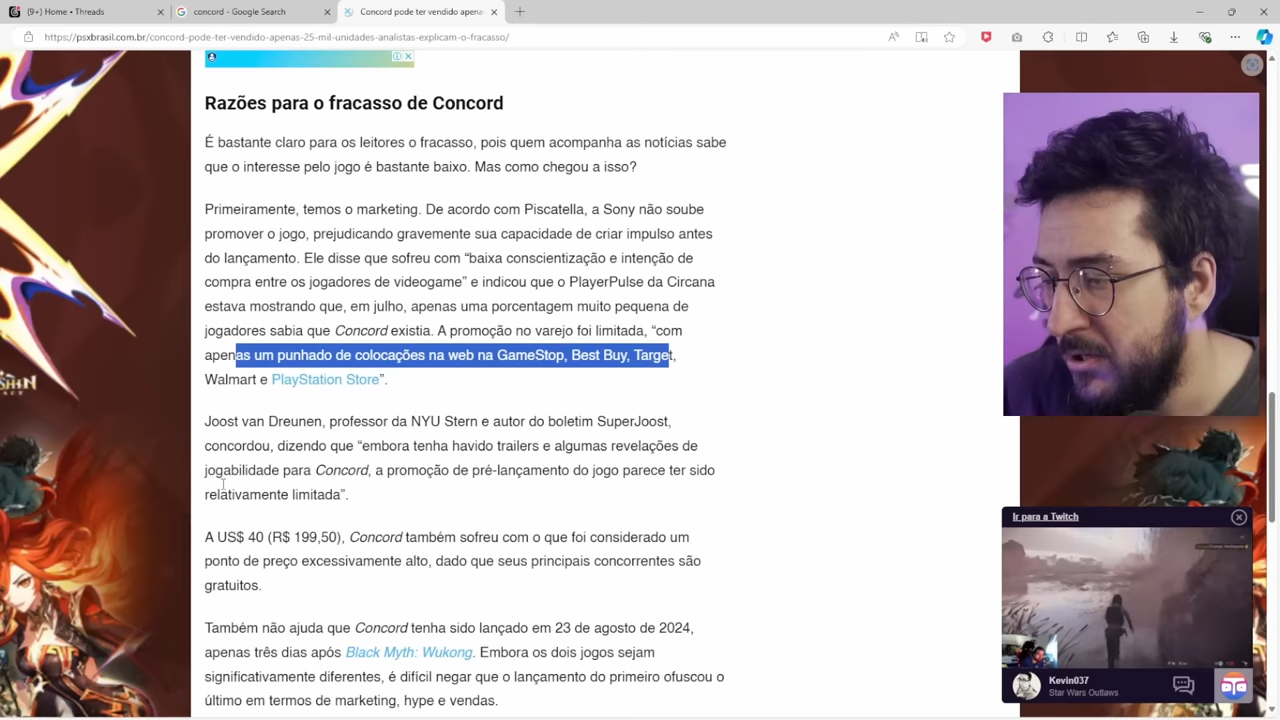 (9+) Home • Threads
concord - Google Search
Concord pode ter vendido apenas
https://psxbrasil.com.br/concord-pode-ter-vendido-apenas-25-mil-unidades-analistas-explicam-o-fracasso/
Razões para o fracasso de Concord
É bastante claro para os leitores o fracasso, pois quem acompanha as notícias sabe
que o interesse pelo jogo é bastante baixo. Mas como chegou a isso?
Primeiramente, temos o marketing. De acordo com Piscatella, a Sony não soube
promover o jogo, prejudicando gravemente sua capacidade de criar impulso antes
do lançamento. Ele disse que sofreu com “baixa conscientização e intenção de
compra entre os jogadores de videogame” e indicou que o PlayerPulse da Circana
estava mostrando que, em julho, apenas uma porcentagem muito pequena de
jogadores sabia que Concord existia. A promoção no varejo foi limitada, “com
apenas um punhado de colocações na web na GameStop, Best Buy, Target,
Walmart e PlayStation Store”.
Joost van Dreunen, professor da NYU Stern e autor do boletim SuperJoost,
concordou, dizendo que “embora tenha havido trailers e algumas revelações de
jogabilidade para Concord, a promoção de pré-lançamento do jogo parece ter sido
relativamente limitada”.
A US$ 40 (R$ 199,50), Concord também sofreu com o que foi considerado um
ponto de preço excessivamente alto, dado que seus principais concorrentes são
gratuitos.
Também não ajuda que Concord tenha sido lançado em 23 de agosto de 2024,
apenas três dias após Black Myth: Wukong. Embora os dois jogos sejam
significativamente diferentes, é difícil negar que o lançamento do primeiro ofuscou o
último em termos de marketing, hype e vendas.
Ir para a Twitch
Kevin037
Star Wars Outlaws